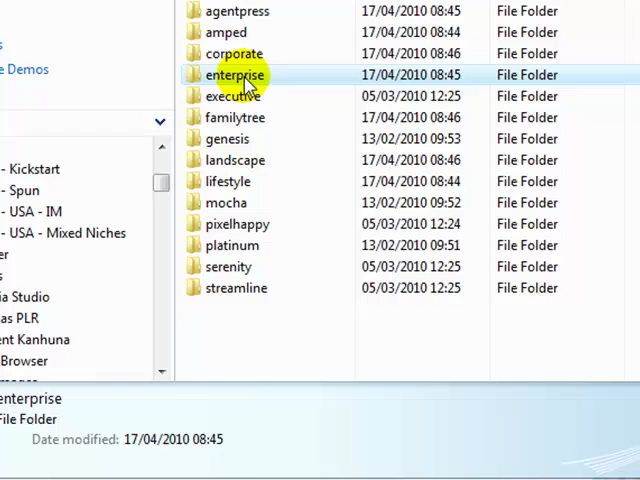 agentpress 17/04/2010 08:45 File Folder
amped 17/04/2010 08:44 File Folder
corporate 17/04/2010 08:46 File Folder
enterprise 17/04/2010 08:45 File Folder
executive 05/03/2010 12:25 File Folder
familytree 17/04/2010 08:46 File Folder
genesis 13/02/2010 09:53 File Folder
landscape 17/04/2010 08:46 File Folder
lifestyle 17/04/2010 08:44 File Folder
mocha 13/02/2010 09:52 File Folder
pixelhappy 05/03/2010 12:24 File Folder
platinum 13/02/2010 09:51 File Folder
serenity 05/03/2010 12:25 File Folder
streamline 05/03/2010 12:25 File Folder
s
e Demos
- Kickstart
- Spun
- USA - IM
- USA - Mixed Niches
er
s
ia Studio
as PLR
ent Kanhuna
Browser
enterprise
File Folder
Date modified: 17/04/2010 08:45